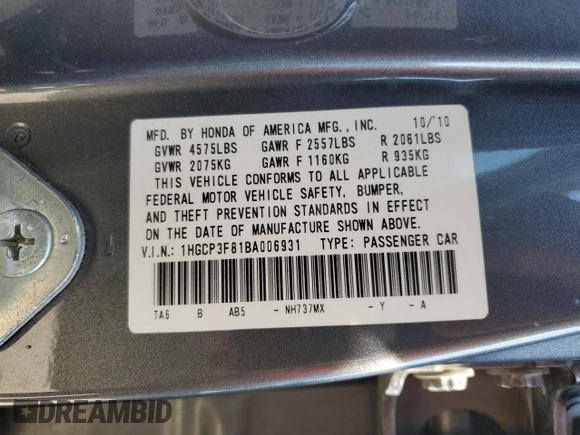 MFD. BY HONDA OF AMERICA MFG., INC. 10/'10
GVWR 4575LBS GAWR F 2557LBS R 2061LBS
GVWR 2075KG GAWR F 1160KG R 935KG
THIS VEHICLE CONFORMS TO ALL APPLICABLE
FEDERAL MOTOR VEHICLE SAFETY, BUMPER,
AND THEFT PREVENTION STANDARDS IN EFFECT
ON THE DATE OF MANUFACTURE SHOWN ABOVE.
V.I.N.: 1HGCP3F81BA006931 TYPE: PASSENGER CAR
TA6 B AB5 - NH737MX - Y - A
DREAMBID